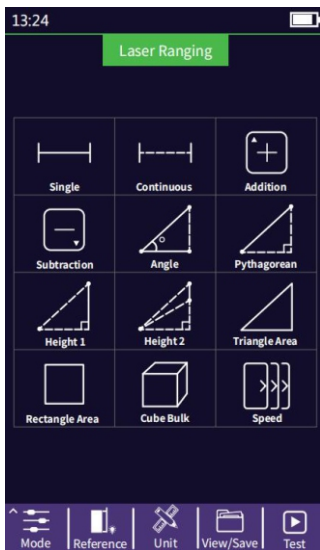 13:24
Laser Ranging
Single Continuous Addition
Subtraction Angle Pythagorean
Height 1 Height 2 Triangle Area
Rectangle Area Cube Bulk Speed
Mode Reference Unit View/Save Test